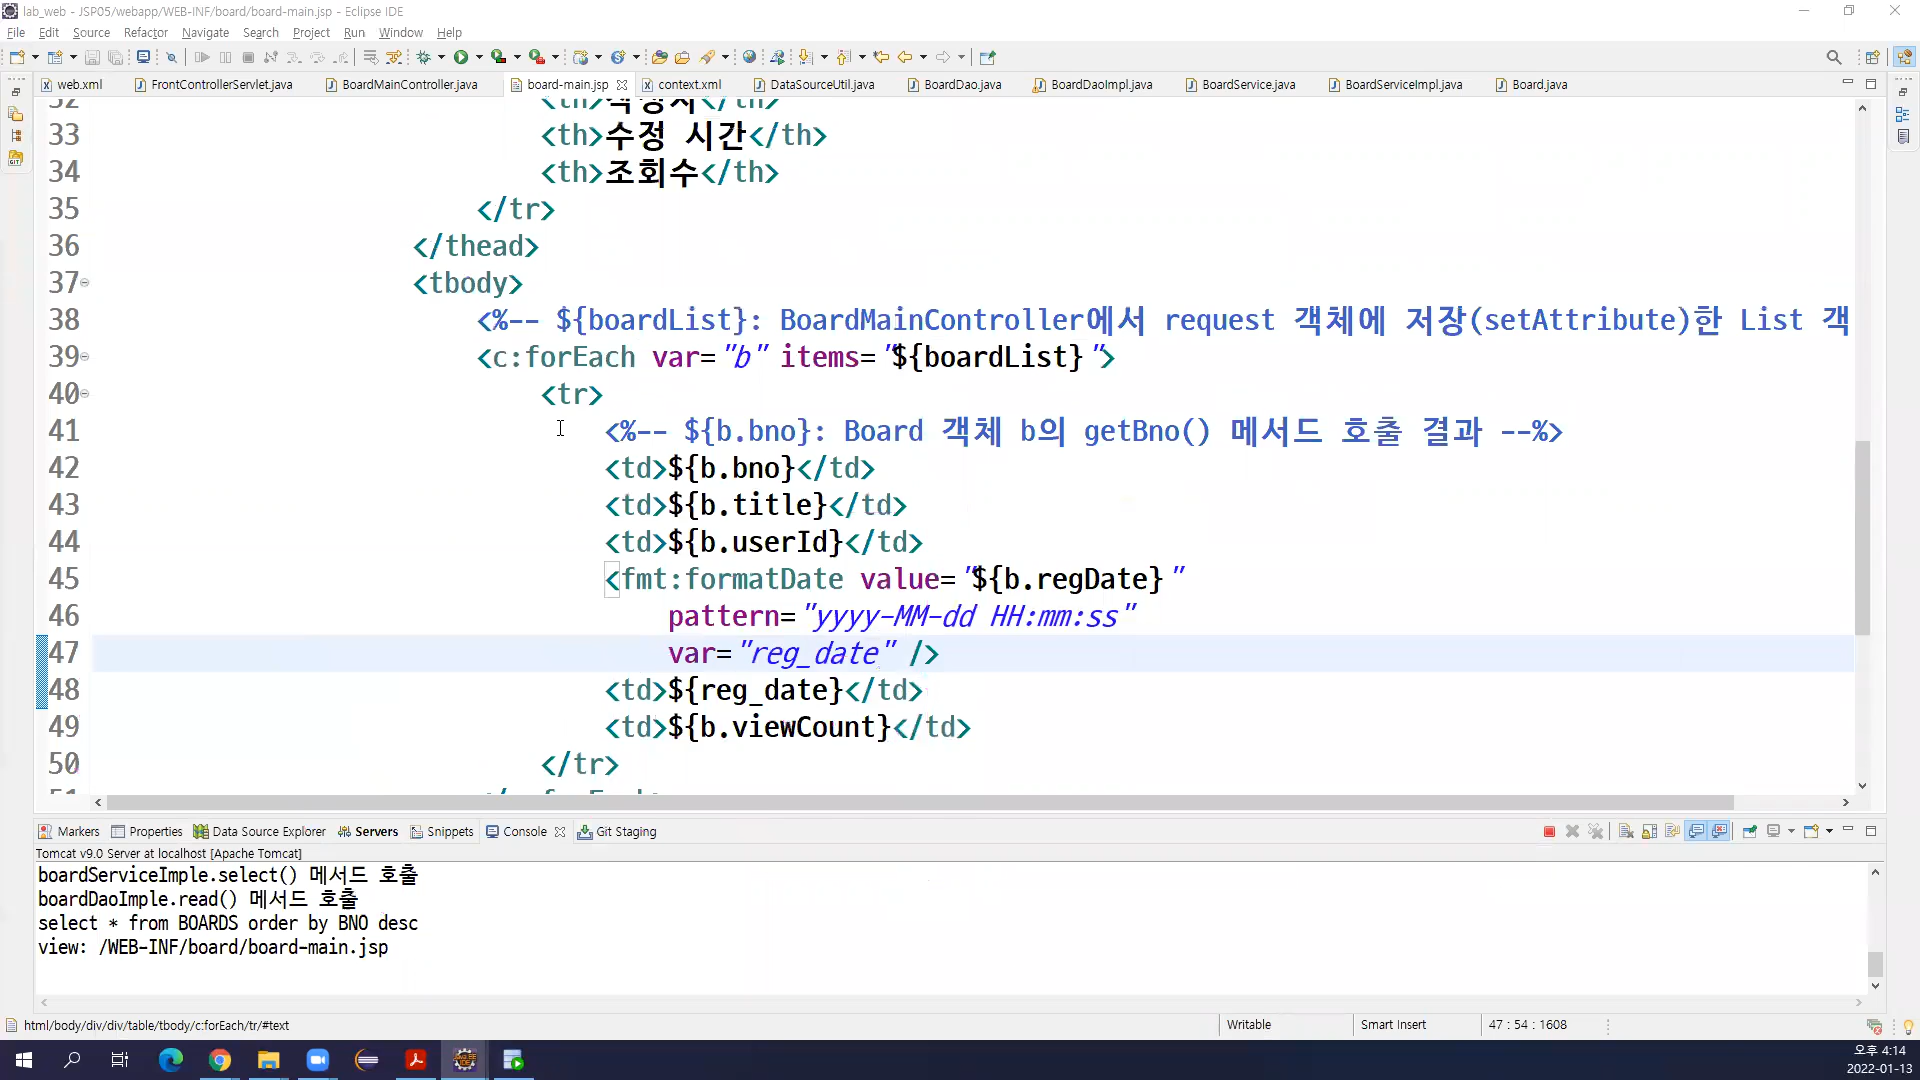 lab_web - JSP05/webapp/WEB-INF/board/board-main.jsp - Eclipse IDE
File Edit Source Refactor Navigate Search Project Run Window Help
web.xml FrontControllerServlet.java BoardMainController.java board-main.jsp context.xml DataSourceUtil.java BoardDao.java BoardDaoImpl.java BoardService.java BoardServiceImpl.java Board.java
33 <th>수정 시간</th>
34 <th>조회수</th>
35 </tr>
36 </thead>
37 <tbody>
38 <%-- ${boardList}: BoardMainController에서 request 객체에 저장(setAttribute)한 List 객
39 <c:forEach var="b" items="${boardList}">
40 <tr>
41 <%-- ${b.bno}: Board 객체 b의 getBno() 메서드 호출 결과 --%>
42 <td>${b.bno}</td>
43 <td>${b.title}</td>
44 <td>${b.userId}</td>
45 <fmt:formatDate value="${b.regDate}"
46 pattern="yyyy-MM-dd HH:mm:ss"
47 var="reg_date" />
48 <td>${reg_date}</td>
49 <td>${b.viewCount}</td>
50 </tr>
Markers Properties Data Source Explorer Servers Snippets Console Git Staging
Tomcat v9.0 Server at localhost [Apache Tomcat]
boardServiceImple.select() 메서드 호출
boardDaoImple.read() 메서드 호출
select * from BOARDS order by BNO desc
view: /WEB-INF/board/board-main.jsp
html/body/div/div/table/tbody/c:forEach/tr/#text Writable Smart Insert 47 : 54 : 1608
오후 4:14
2022-01-13